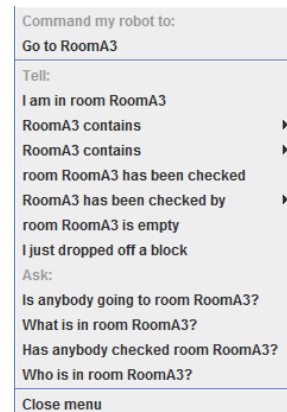 Command my robot to:
Go to RoomA3
Tell:
I am in room RoomA3
RoomA3 contains
RoomA3 contains
room RoomA3 has been checked
RoomA3 has been checked by
room RoomA3 is empty
I just dropped off a block
Ask:
Is anybody going to room RoomA3?
What is in room RoomA3?
Has anybody checked room RoomA3?
Who is in room RoomA3?
Close menu